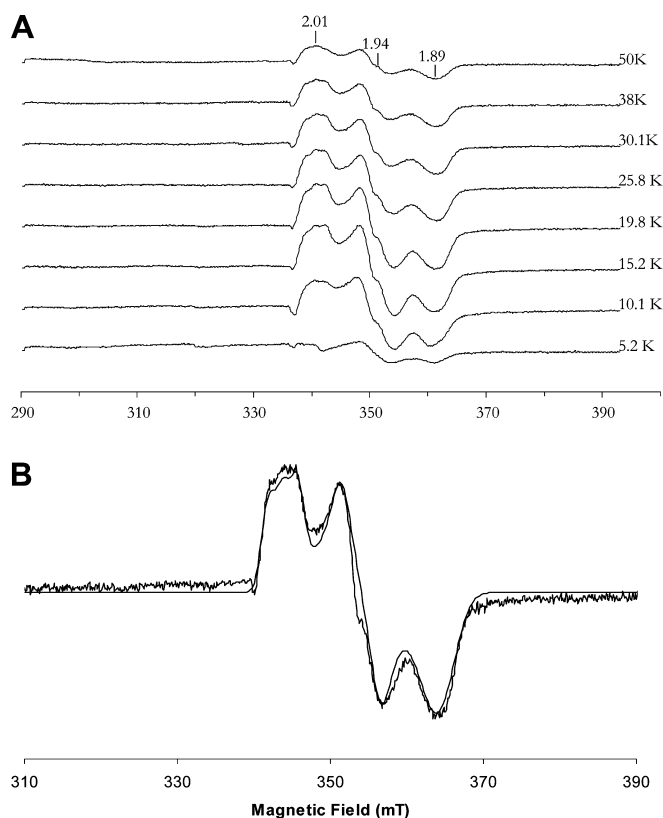 A
2.01
1.94
1.89
50K
38K
30.1K
25.8 K
19.8 K
15.2 K
10.1 K
5.2 K
290 310 330 350 370 390
B
310 330 350 370 390
Magnetic Field (mT)